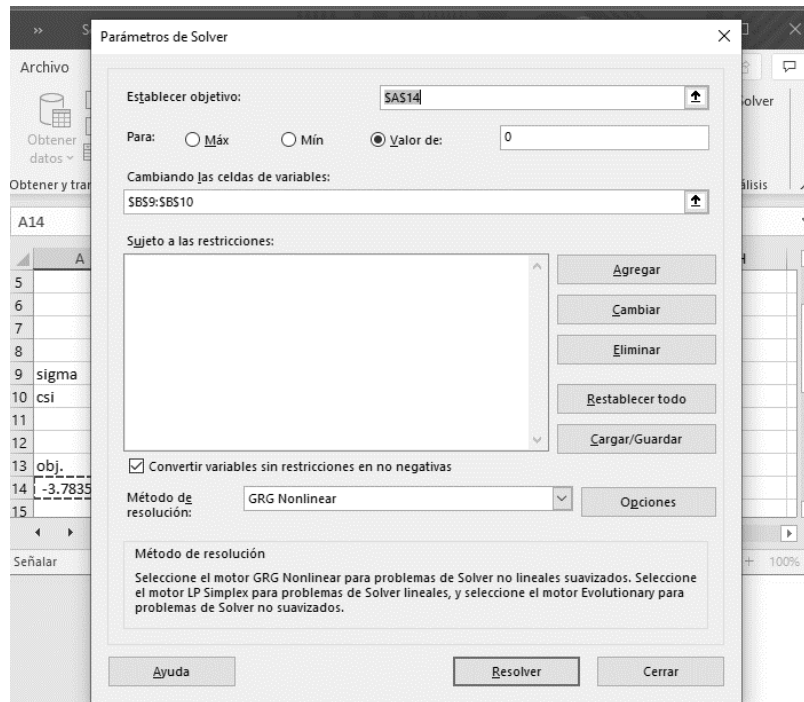 »
Parámetros de Solver
Archivo
Obtener
datos
Obtener y trar
olver
álisis
Establecer objetivo:
$A$14
Para:
Máx
Mín
Valor de:
0
Cambiando las celdas de variables:
$B$9:$B$10
A14
Sujeto a las restricciones:
A
H
5
6
7
8
9 sigma
10 csi
11
12
13 obj.
14 -3.7835
15
Agregar
Cambiar
Eliminar
Restablecer todo
Cargar/Guardar
Convertir variables sin restricciones en no negativas
Método de
resolución:
GRG Nonlinear
Opciones
Señalar
100%
Método de resolución
Seleccione el motor GRG Nonlinear para problemas de Solver no lineales suavizados. Seleccione
el motor LP Simplex para problemas de Solver lineales, y seleccione el motor Evolutionary para
problemas de Solver no suavizados.
Ayuda
Resolver
Cerrar